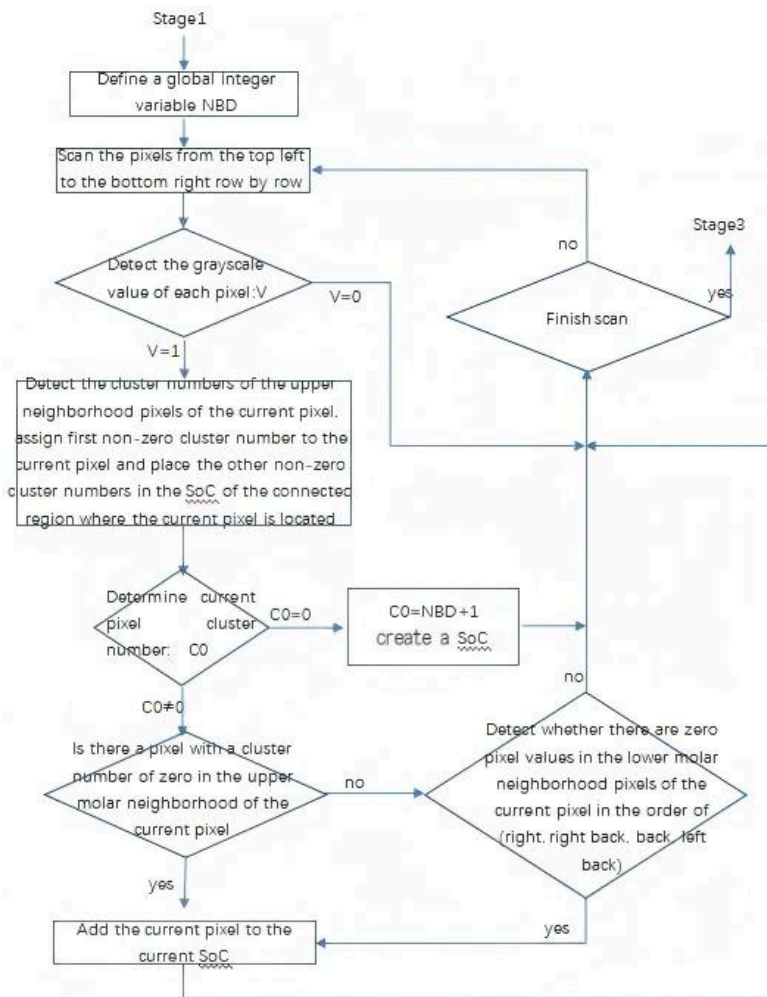 Stage1
Define a global integer
variable NBD
Scan the pixels from the top left
to the bottom right row by row
Detect the grayscale
value of each pixel:V
V=0
V=1
Detect the cluster numbers of the upper
neighborhood pixels of the current pixel,
assign first non-zero cluster number to the
current pixel and place the other non-zero
cluster numbers in the SoC of the connected
region where the current pixel is located
Determine current
pixel cluster
number: C0
C0=0
C0=NBD+1
create a SoC
C0≠0
Is there a pixel with a cluster
number of zero in the upper
molar neighborhood of the
current pixel
no
yes
Add the current pixel to the
current SoC
Detect whether there are zero
pixel values in the lower molar
neighborhood pixels of the
current pixel in the order of
(right, right back, back, left
back)
yes
no
Finish scan
no
yes
Stage3